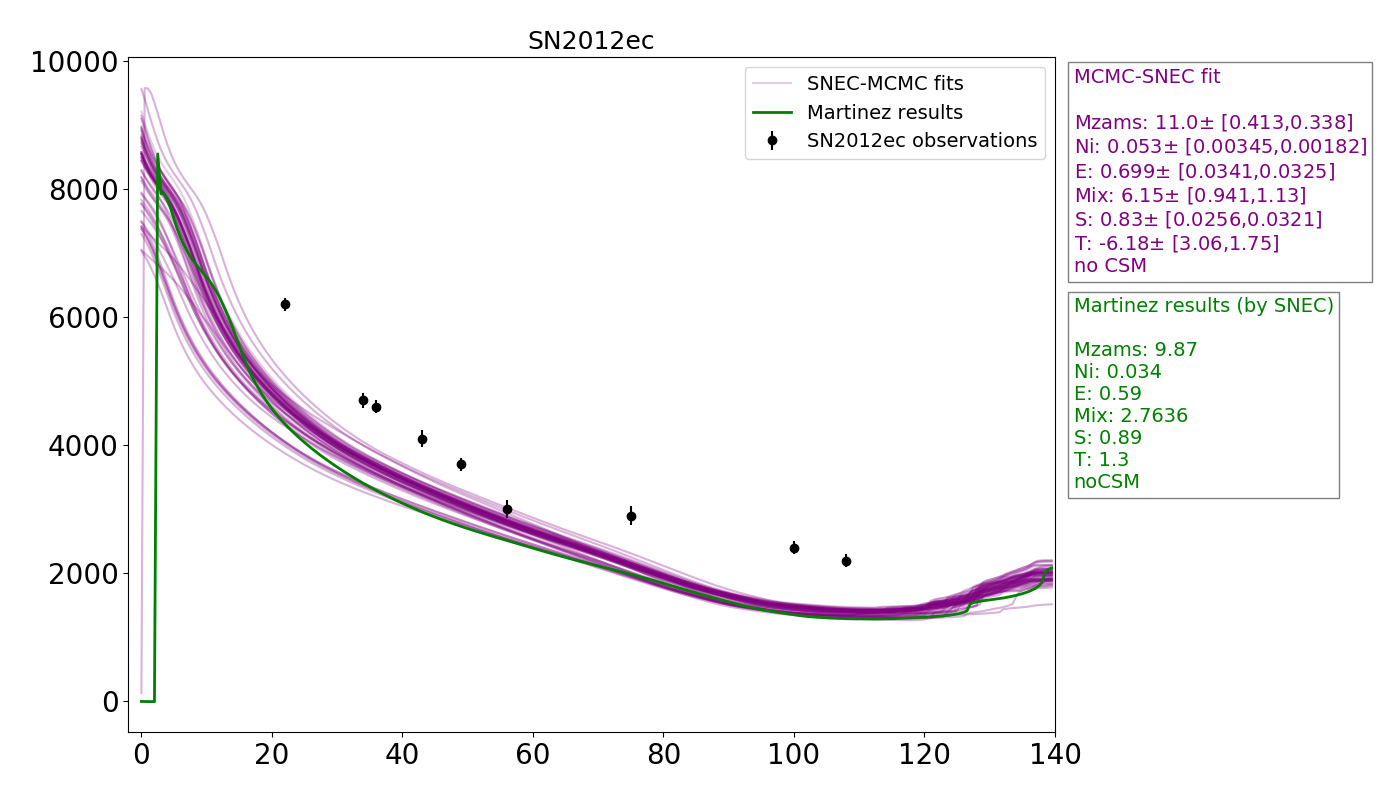 SN2012ec
10000
8000
6000
4000
2000
0
0 20 40 60 80 100 120 140
SNEC-MCMC fits
Martinez results
SN2012ec observations
MCMC-SNEC fit
Mzams: 11.0± [0.413,0.338]
Ni: 0.053± [0.00345,0.00182]
E: 0.699± [0.0341,0.0325]
Mix: 6.15± [0.941,1.13]
S: 0.83± [0.0256,0.0321]
T: -6.18± [3.06,1.75]
no CSM
Martinez results (by SNEC)
Mzams: 9.87
Ni: 0.034
E: 0.59
Mix: 2.7636
S: 0.89
T: 1.3
noCSM